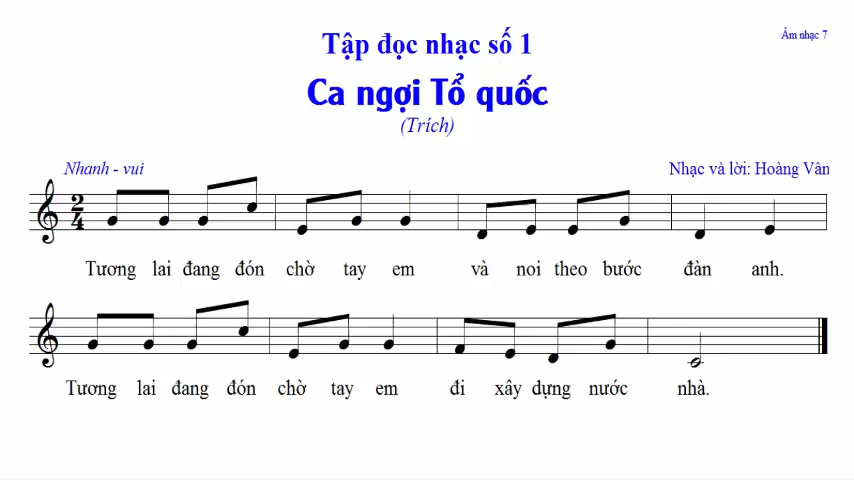 Tập đọc nhạc số 1
Âm nhạc 7
Ca ngợi Tổ quốc
(Trích)
Nhanh - vui
Nhạc và lời: Hoàng Vân
2
4
Tương lai đang đón chờ tay em và noi theo bước đàn anh.
Tương lai đang đón chờ tay em đi xây dựng nước nhà.